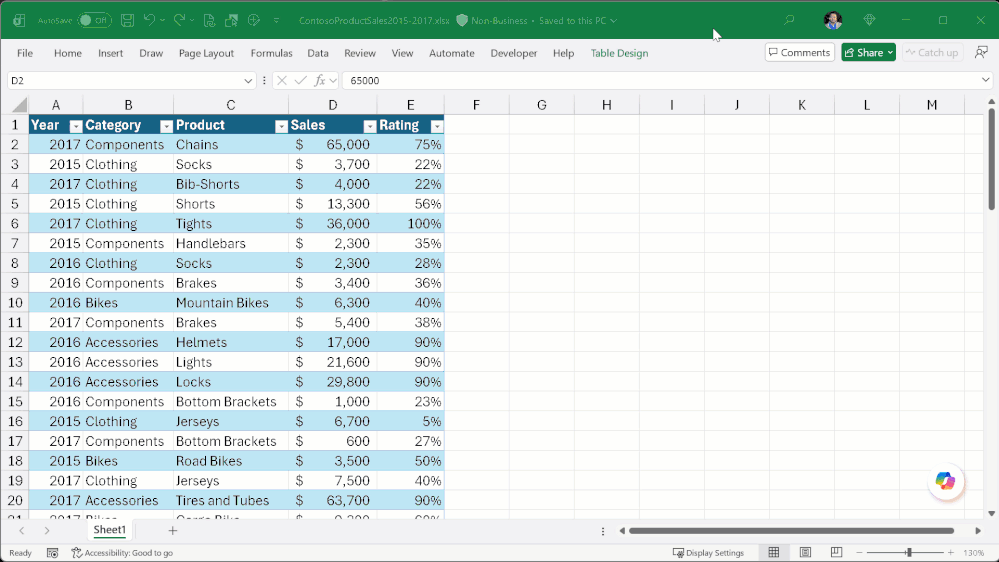 AutoSave Off ContosoProductSales2015-2017.xlsx Non-Business • Saved to this PC
File Home Insert Draw Page Layout Formulas Data Review View Automate Developer Help Table Design Comments Share Catch up
D2 fx 65000
A B C D E F G H I J K L M
1 Year Category Product Sales Rating
2 2017 Components Chains $ 65,000 75%
3 2015 Clothing Socks $ 3,700 22%
4 2017 Clothing Bib-Shorts $ 4,000 22%
5 2015 Clothing Shorts $ 13,300 56%
6 2017 Clothing Tights $ 36,000 100%
7 2015 Components Handlebars $ 2,300 35%
8 2016 Clothing Socks $ 2,300 28%
9 2016 Components Brakes $ 3,400 36%
10 2016 Bikes Mountain Bikes $ 6,300 40%
11 2017 Components Brakes $ 5,400 38%
12 2016 Accessories Helmets $ 17,000 90%
13 2016 Accessories Lights $ 21,600 90%
14 2016 Accessories Locks $ 29,800 90%
15 2016 Components Bottom Brackets $ 1,000 23%
16 2015 Clothing Jerseys $ 6,700 5%
17 2017 Components Bottom Brackets $ 600 27%
18 2015 Bikes Road Bikes $ 3,500 50%
19 2017 Clothing Jerseys $ 7,500 40%
20 2017 Accessories Tires and Tubes $ 63,700 90%
Sheet1
Ready Accessibility: Good to go Display Settings 130%